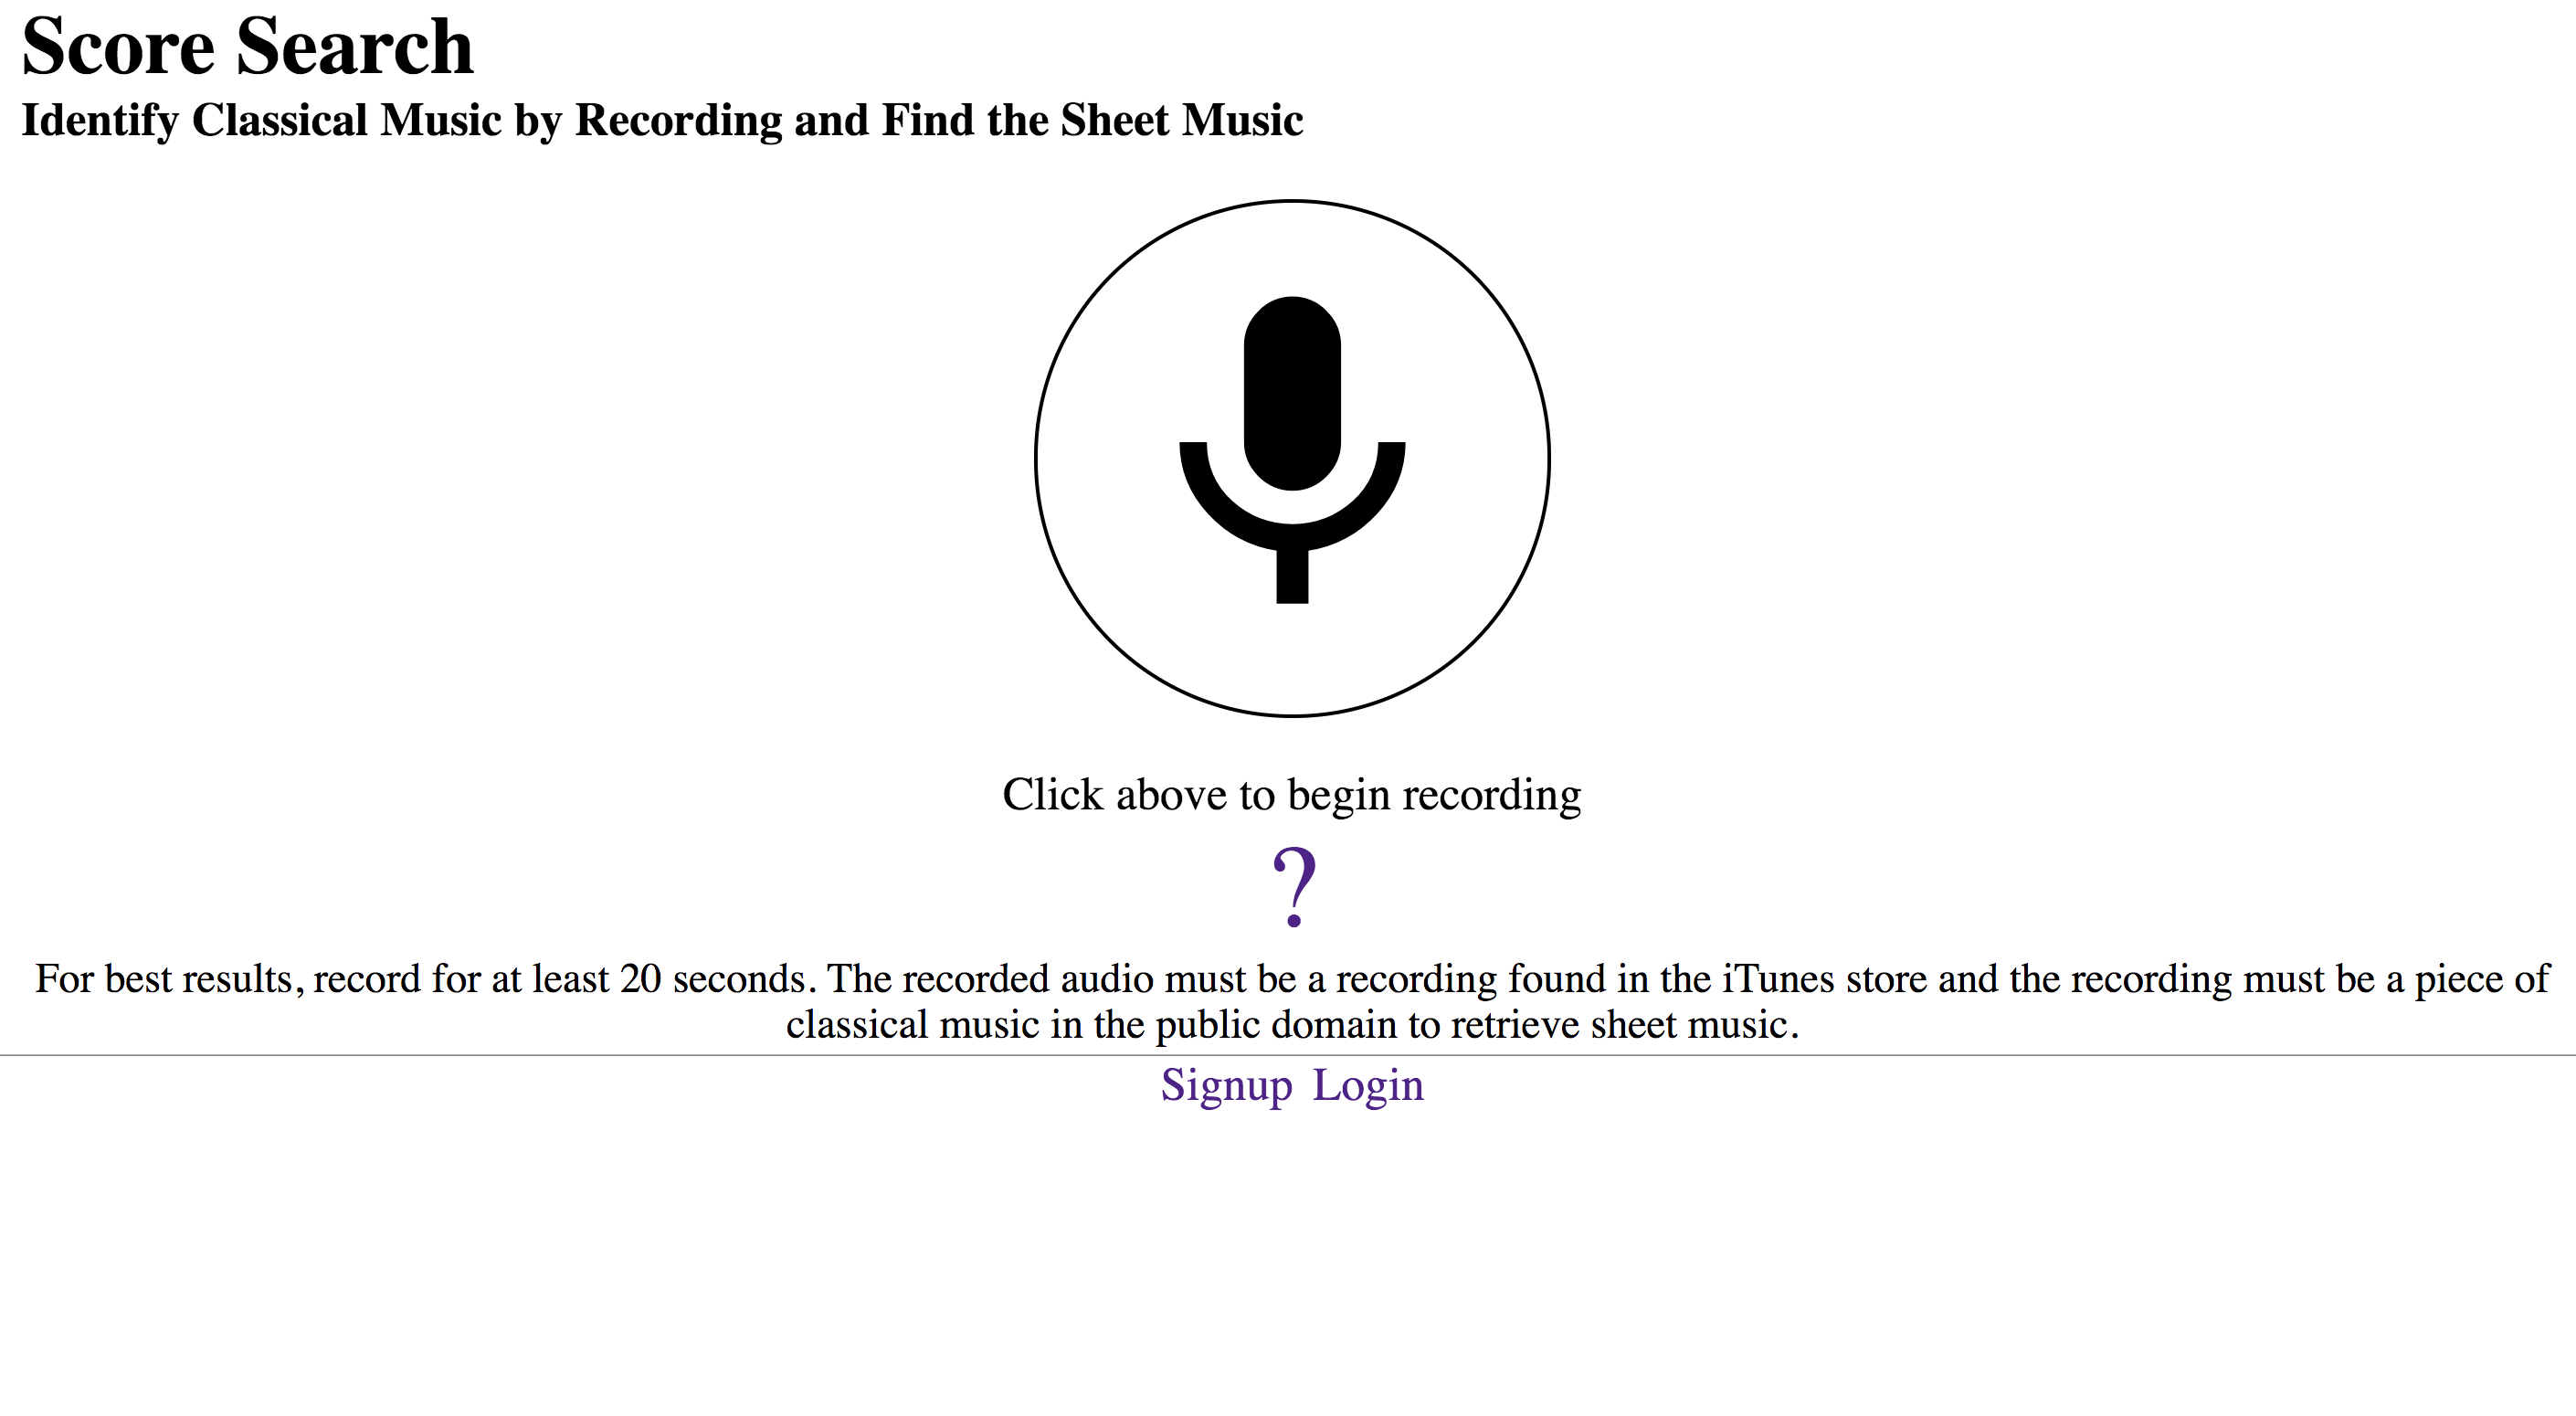 Score Search
Identify Classical Music by Recording and Find the Sheet Music
Click above to begin recording
?
For best results, record for at least 20 seconds. The recorded audio must be a recording found in the iTunes store and the recording must be a piece of
classical music in the public domain to retrieve sheet music.
Signup Login